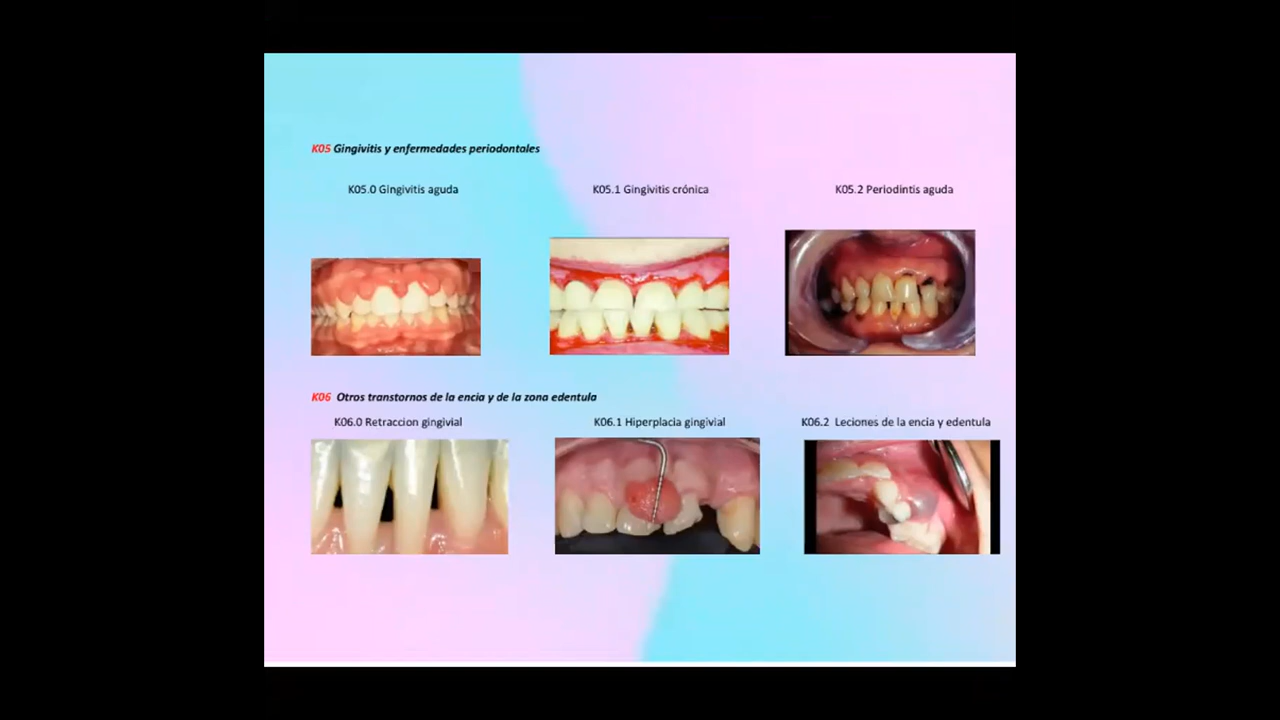 K05 Gingivitis y enfermedades periodontales
K05.0 Gingivitis aguda
K05.1 Gingivitis crónica
K05.2 Periodintis aguda
K06 Otros transtornos de la encia y de la zona edentula
K06.0 Retraccion gingivial
K06.1 Hiperplacia gingivial
K06.2 Leciones de la encia y edentula